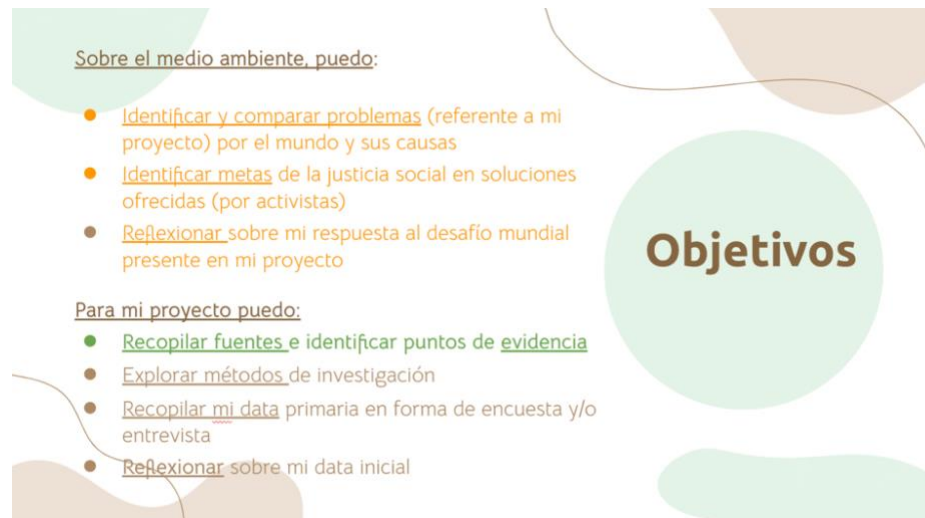 Sobre el medio ambiente, puedo:
Identificar y comparar problemas (referente a mi
proyecto) por el mundo y sus causas
Identificar metas de la justicia social en soluciones
ofrecidas (por activistas)
Reflexionar sobre mi respuesta al desafío mundial
presente en mi proyecto
Para mi proyecto puedo:
Recopilar fuentes e identificar puntos de evidencia
Explorar métodos de investigación
Recopilar mi data primaria en forma de encuesta y/o
entrevista
Reflexionar sobre mi data inicial
Objetivos